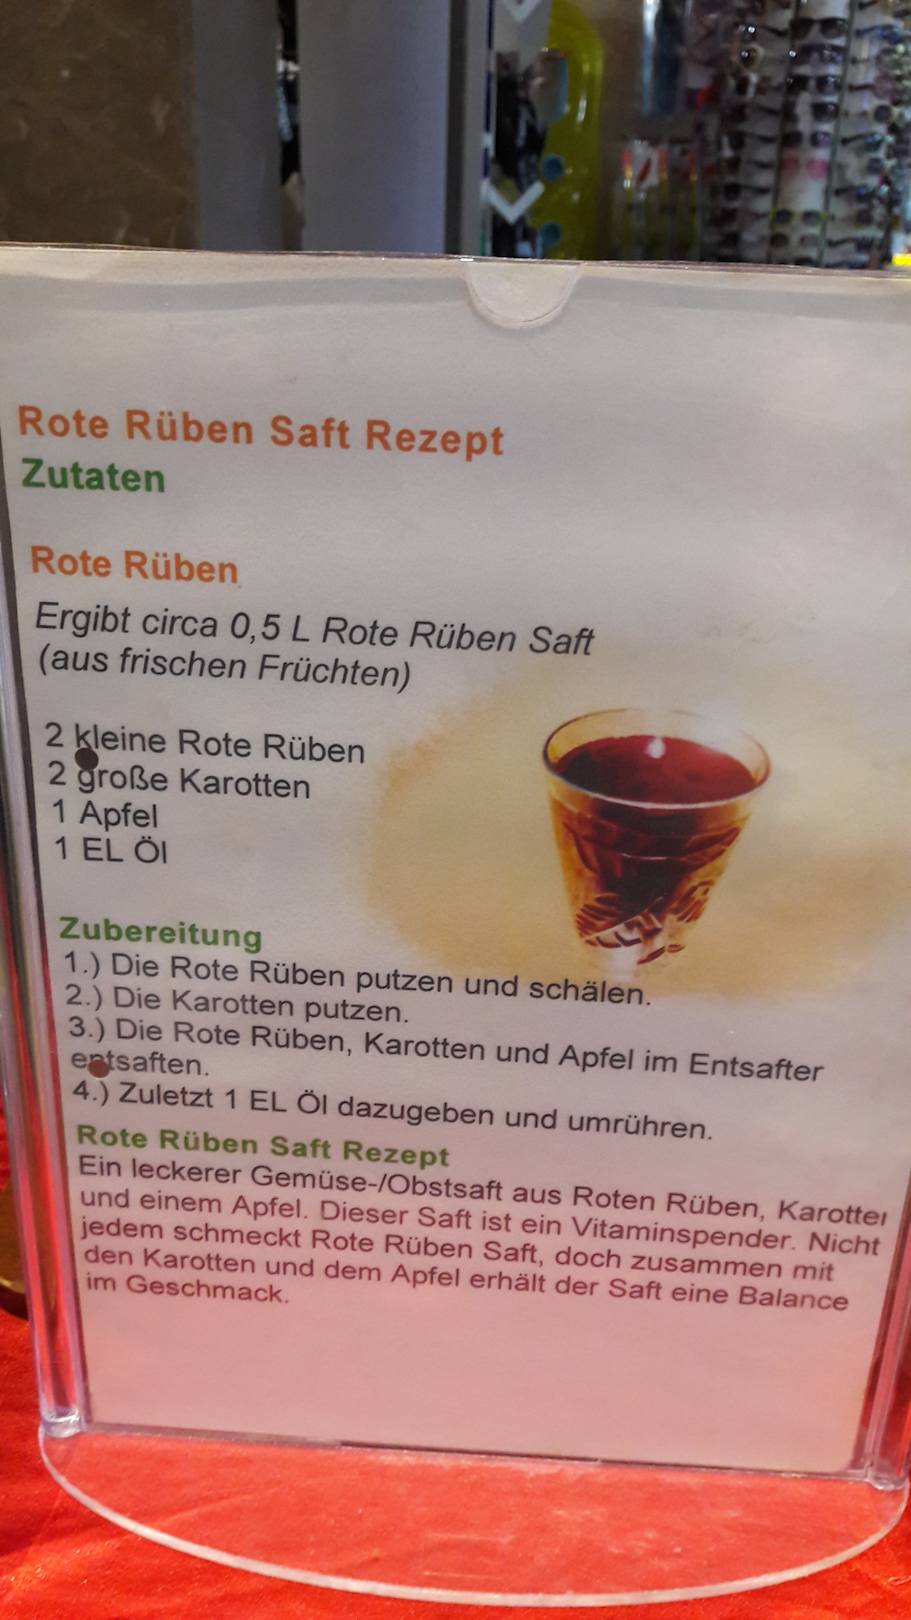 Rote Rüben Saft Rezept
Zutaten
Rote Rüben
Ergibt circa 0,5 L Rote Rüben Saft
(aus frischen Früchten)
2 kleine Rote Rüben
2 große Karotten
1 Apfel
1 EL Öl
Zubereitung
1.) Die Rote Rüben putzen und schälen.
2.) Die Karotten putzen.
3.) Die Rote Rüben, Karotten und Apfel im Entsafter
entsaften.
4.) Zuletzt 1 EL Öl dazugeben und umrühren.
Rote Rüben Saft Rezept
Ein leckerer Gemüse-/Obstsaft aus Roten Rüben, Karotten
und einem Apfel. Dieser Saft ist ein Vitaminspender. Nicht
jedem schmeckt Rote Rüben Saft, doch zusammen mit
den Karotten und dem Apfel erhält der Saft eine Balance
im Geschmack.